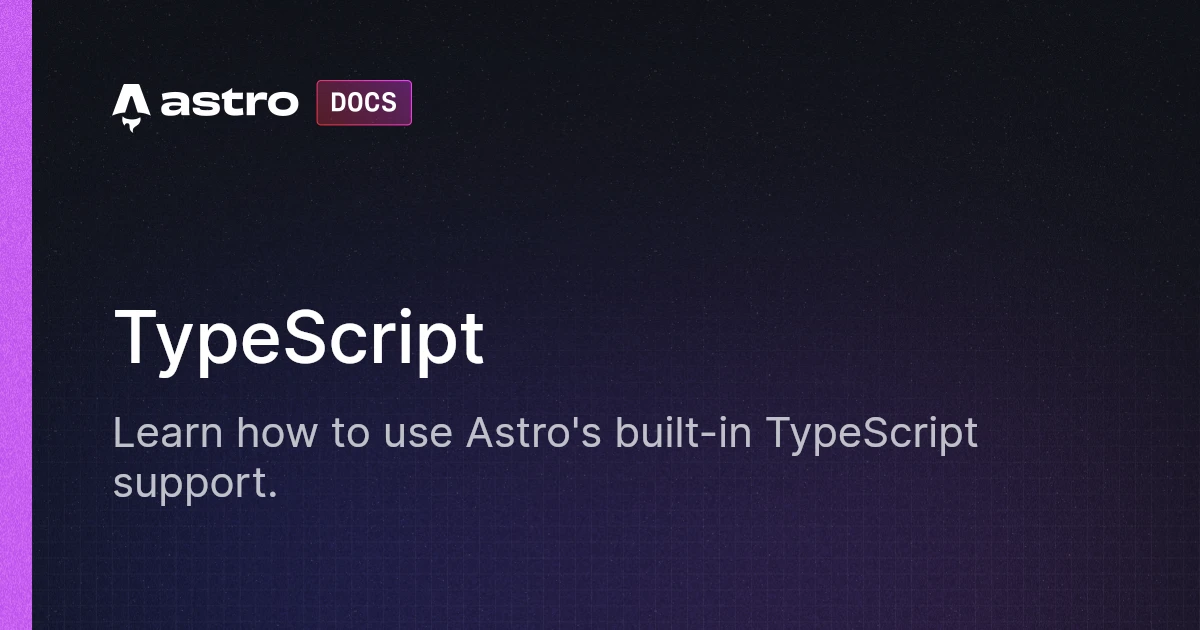 astro DOCS
TypeScript
Learn how to use Astro's built-in TypeScript
support.